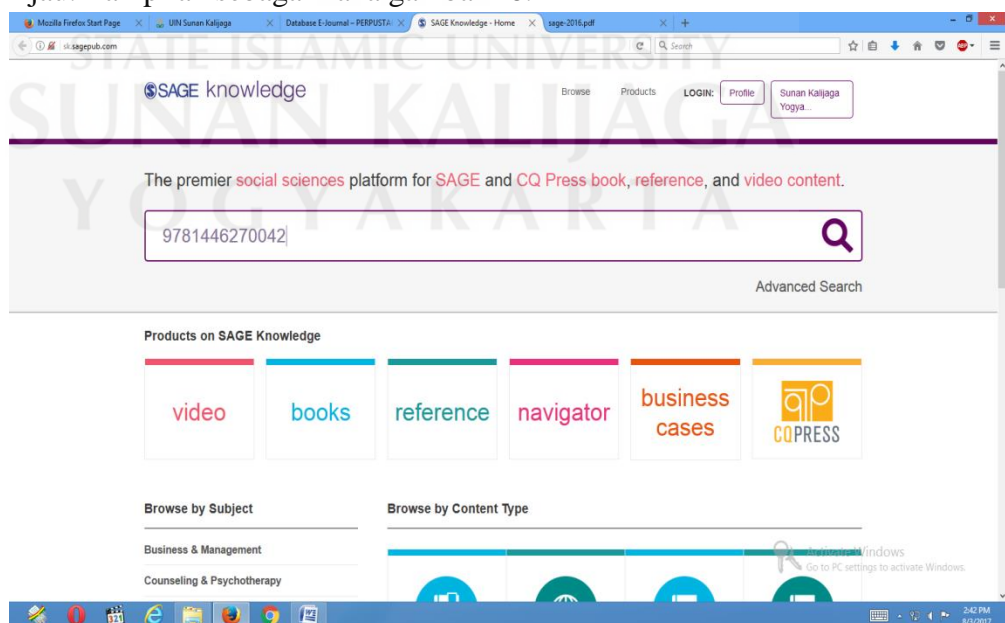 Mozilla Firefox Start Page
UIN Sunan Kalijaga
Database E-Journal – PERPUSTA
SAGE Knowledge - Home
sage-2016.pdf
sk.sagepub.com
Search
STATE ISLAMIC UNIVERSITY
SUNAN KALIJAGA
YOGYAKARTA
SAGE knowledge
Browse
Products
LOGIN:
Profile
Sunan Kalijaga
Yogya...
The premier social sciences platform for SAGE and CQ Press book, reference, and video content.
9781446270042
Advanced Search
Products on SAGE Knowledge
video
books
reference
navigator
business
cases
CQPRESS
Browse by Subject
Browse by Content Type
Business & Management
Counseling & Psychotherapy
Activate Windows
Go to PC settings to activate Windows.
2:42 PM
8/3/2017